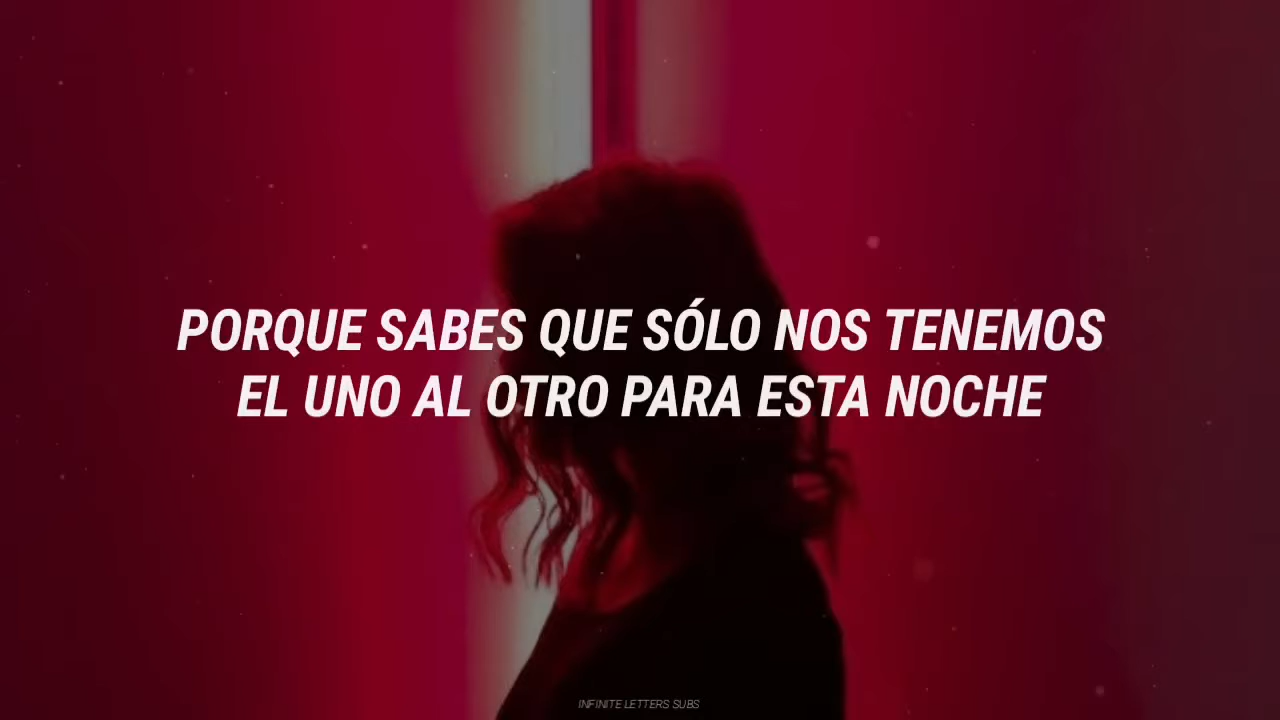 PORQUE SABES QUE SÓLO NOS TENEMOS
EL UNO AL OTRO PARA ESTA NOCHE
INFINITE LETTERS SUBS